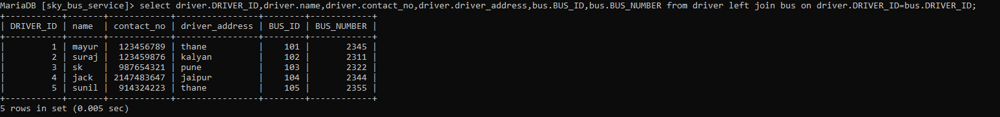 MariaDB [sky_bus_service]> select driver.DRIVER_ID,driver.name,driver.contact_no,driver.driver_address,bus.BUS_ID,bus.BUS_NUMBER from driver left join bus on driver.DRIVER_ID=bus.DRIVER_ID;
+-----------+-------+------------+----------------+--------+------------+
| DRIVER_ID | name  | contact_no | driver_address | BUS_ID | BUS_NUMBER |
+-----------+-------+------------+----------------+--------+------------+
|         1 | mayur |  123456789 | thane          |    101 |       2345 |
|         2 | suraj |  123459876 | kalyan         |    102 |       2311 |
|         3 | sk    |  987654321 | pune           |    103 |       2322 |
|         4 | jack  | 2147483647 | jaipur         |    104 |       2344 |
|         5 | sunil |  914324223 | thane          |    105 |       2355 |
+-----------+-------+------------+----------------+--------+------------+
5 rows in set (0.005 sec)